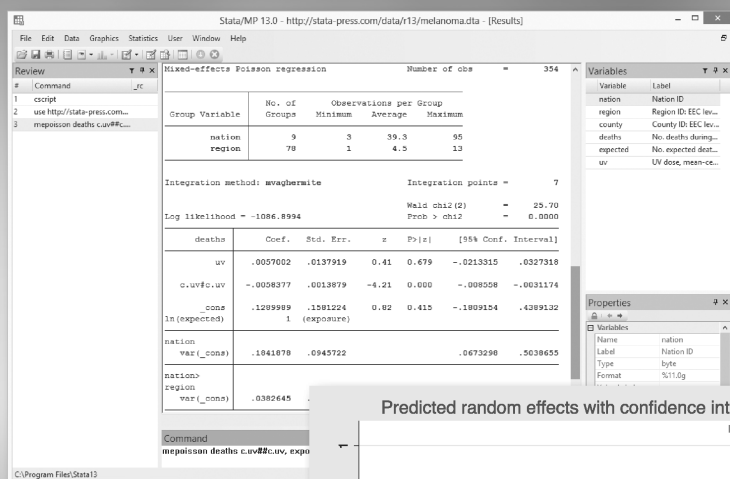 Stata/MP 13.0 - http://stata-press.com/data/r13/melanoma.dta - [Results]
File Edit Data Graphics Statistics User Window Help
Review
# Command _rc
1 cscript
2 use http://stata-press.com...
3 mepoisson deaths c.uv##c....
Mixed-effects Poisson regression Number of obs = 354
No. of Observations per Group
Group Variable Groups Minimum Average Maximum
nation 9 3 39.3 95
region 78 1 4.5 13
Integration method: mvaghermite Integration points = 7
Wald chi2(2) = 25.70
Log likelihood = -1086.8994 Prob > chi2 = 0.0000
deaths Coef. Std. Err. z P>|z| [95% Conf. Interval]
uv .0057002 .0137919 0.41 0.679 -.0213315 .0327318
c.uv#c.uv -.0058377 .0013879 -4.21 0.000 -.008558 -.0031174
_cons .1289989 .1581224 0.82 0.415 -.1809154 .4389132
ln(expected) 1 (exposure)
nation
var(_cons) .1841878 .0945722 .0673298 .5038655
nation>
region
var(_cons) .0382645
Command
mepoisson deaths c.uv##c.uv, expo
C:\Program Files\Stata13
Variables
Variable Label
nation Nation ID
region Region ID: EEC lev...
county County ID: EEC lev...
deaths No. deaths during...
expected No. expected deat...
uv UV dose, mean-ce...
Properties
Variables
Name nation
Label Nation ID
Type byte
Format %11.0g
Predicted random effects with confidence int
1